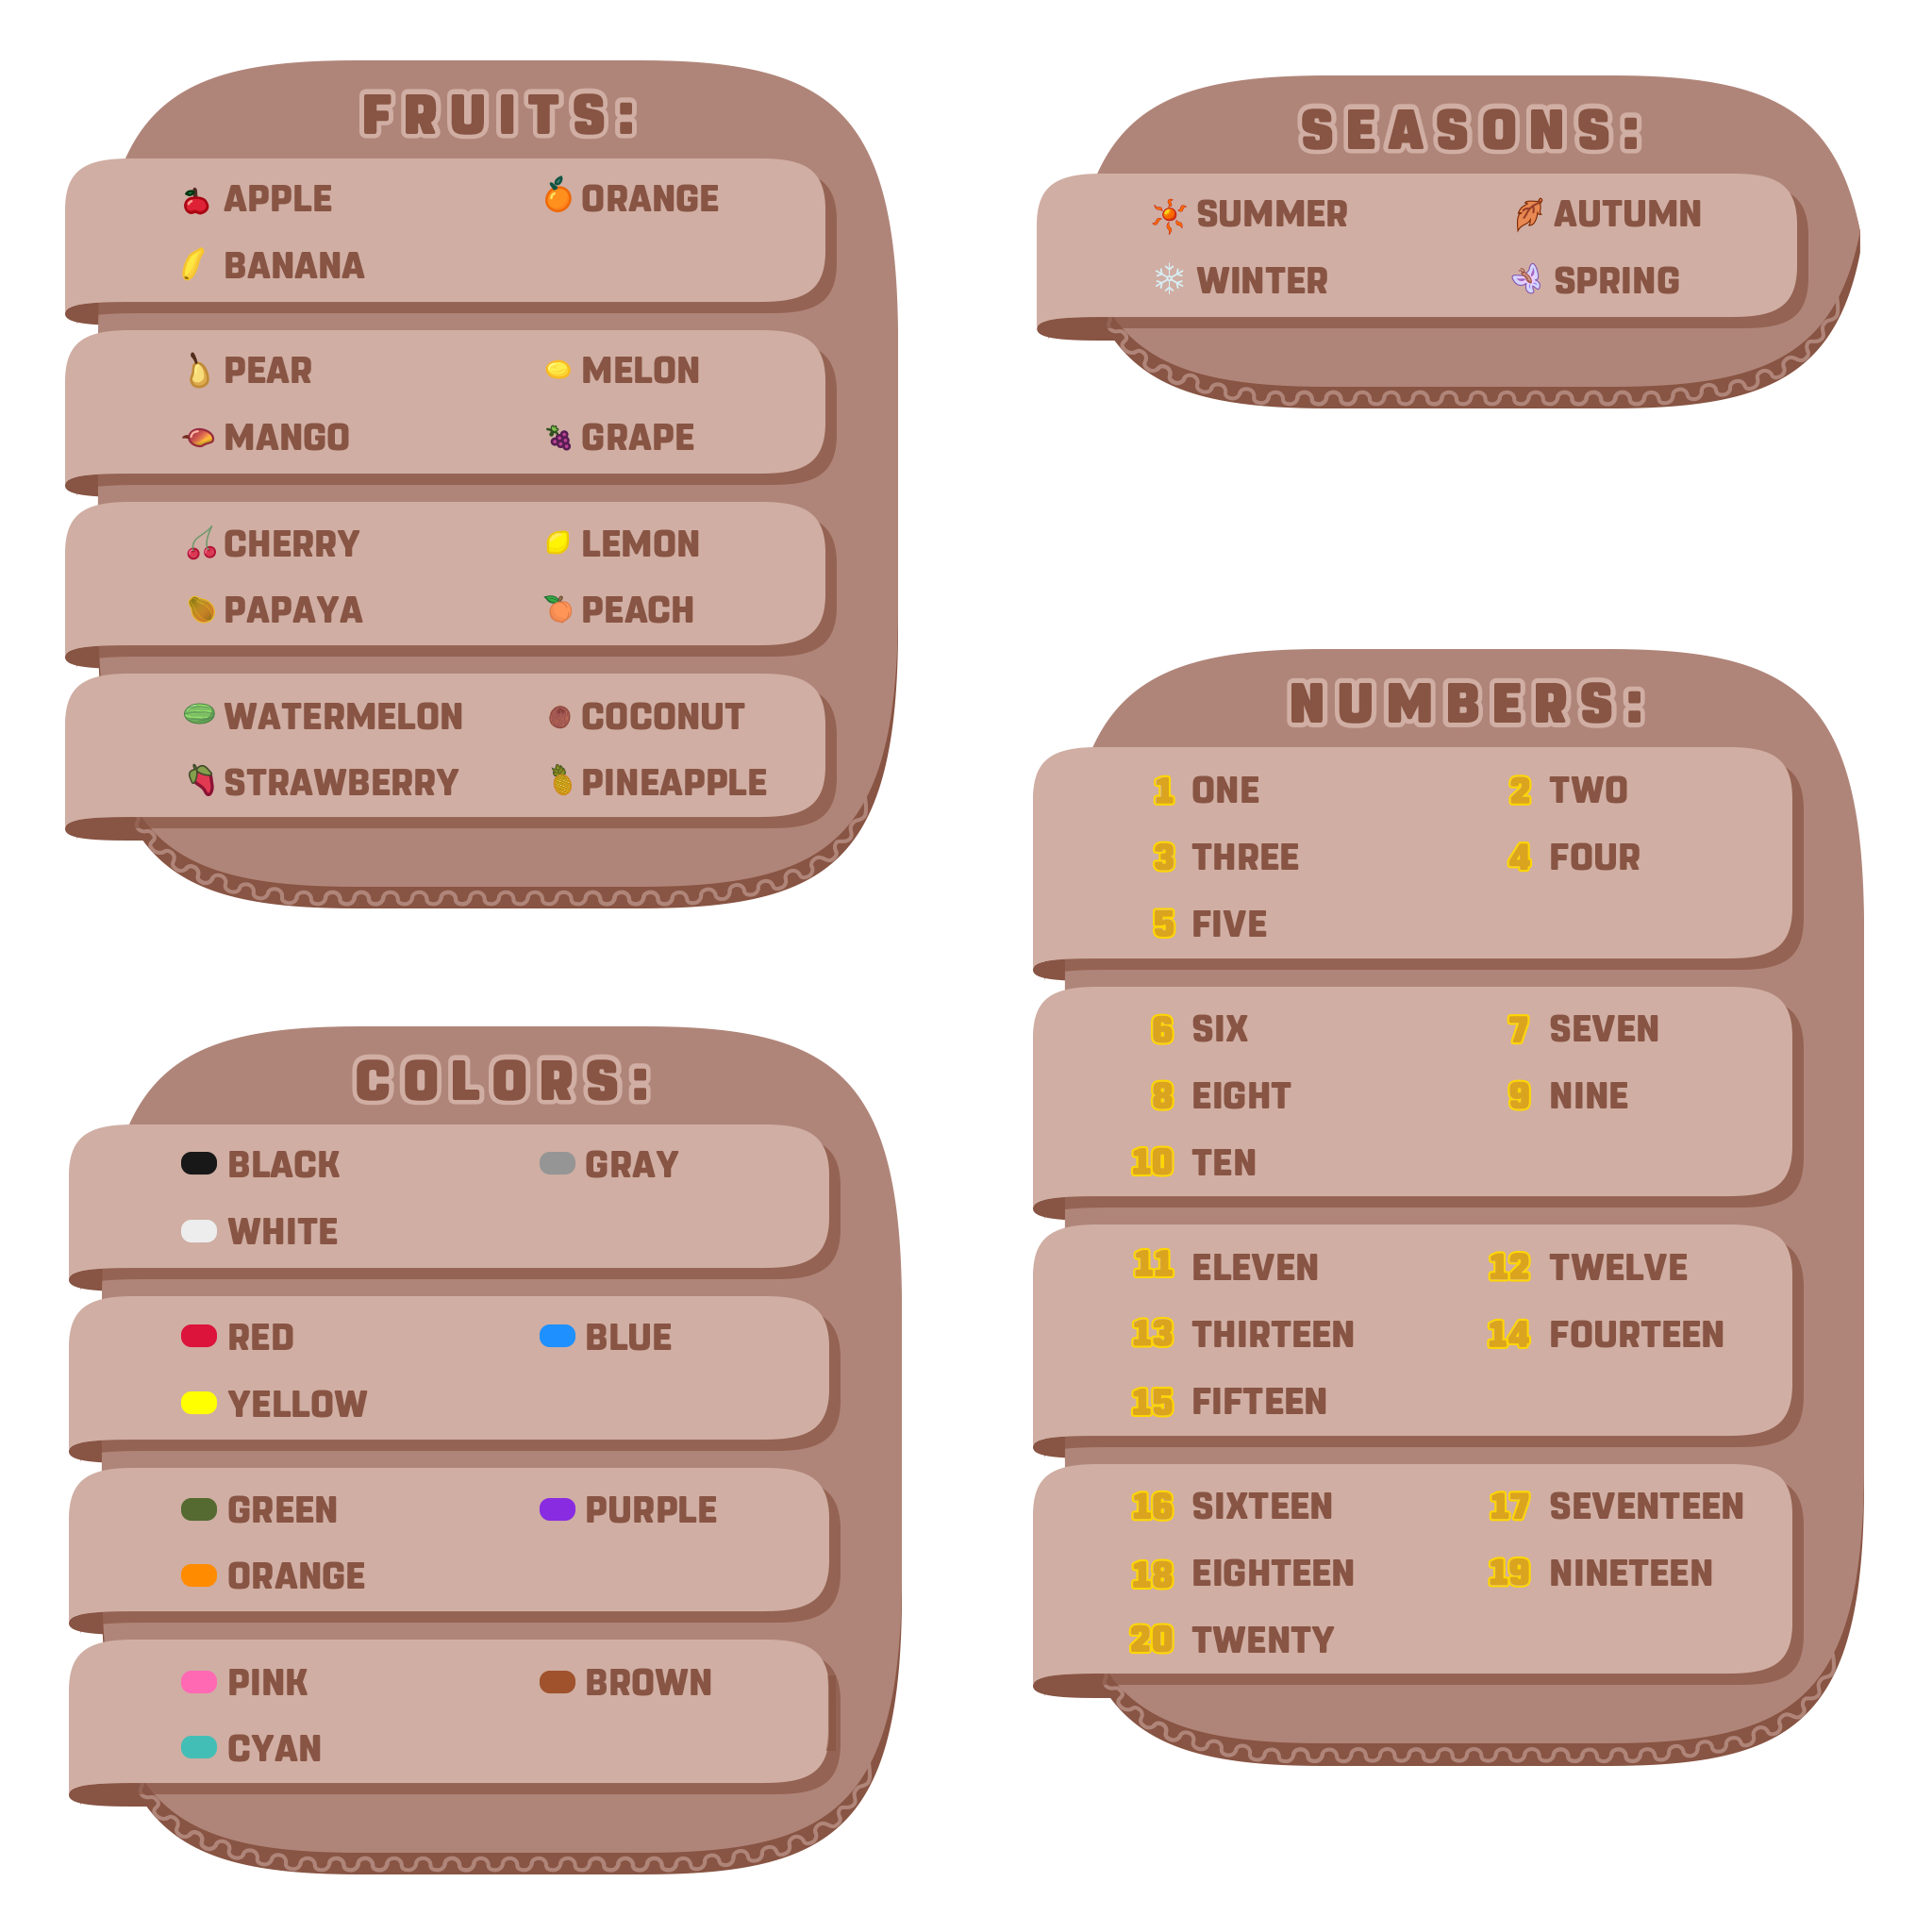 FRUITS:
APPLE ORANGE
BANANA
PEAR MELON
MANGO GRAPE
CHERRY LEMON
PAPAYA PEACH
WATERMELON COCONUT
STRAWBERRY PINEAPPLE
SEASONS:
SUMMER AUTUMN
WINTER SPRING
COLORS:
BLACK GRAY
WHITE
RED BLUE
YELLOW
GREEN PURPLE
ORANGE
PINK BROWN
CYAN
NUMBERS:
1 ONE 2 TWO
3 THREE 4 FOUR
5 FIVE
6 SIX 7 SEVEN
8 EIGHT 9 NINE
10 TEN
11 ELEVEN 12 TWELVE
13 THIRTEEN 14 FOURTEEN
15 FIFTEEN
16 SIXTEEN 17 SEVENTEEN
18 EIGHTEEN 19 NINETEEN
20 TWENTY